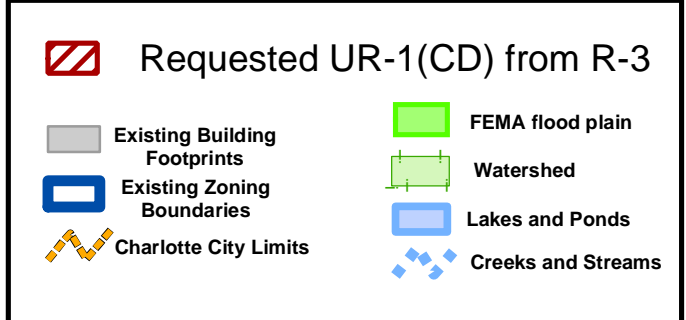 Requested UR-1(CD) from R-3
Existing Building
Footprints
Existing Zoning
Boundaries
Charlotte City Limits
FEMA flood plain
Watershed
Lakes and Ponds
Creeks and Streams